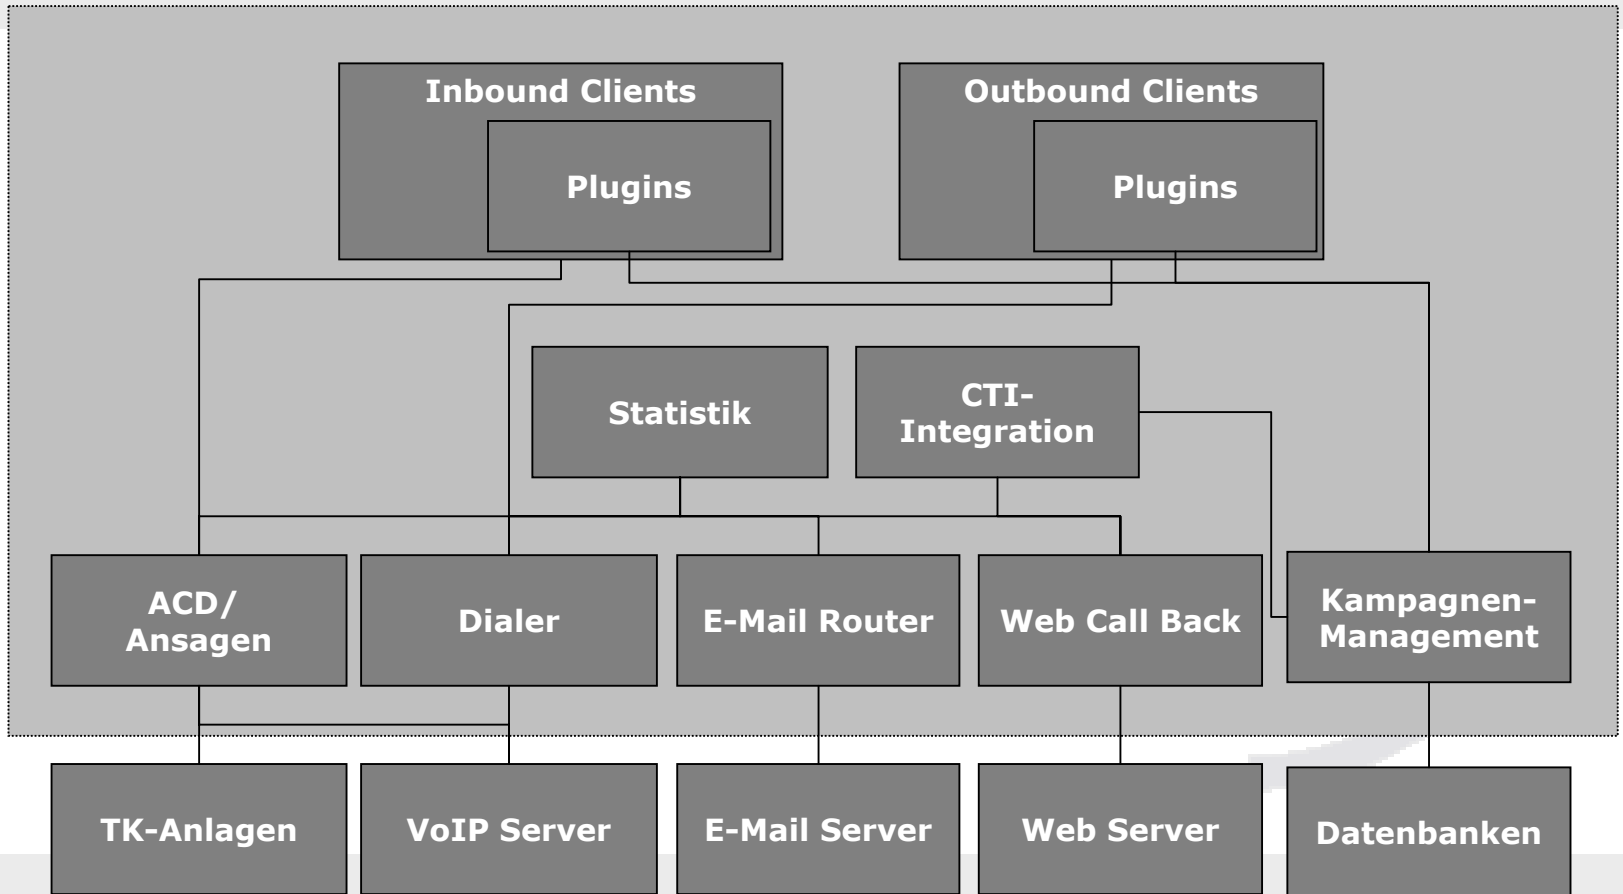 Inbound Clients
Plugins
Outbound Clients
Plugins
Statistik
CTI-
Integration
ACD/
Ansagen
Dialer
E-Mail Router
Web Call Back
Kampagnen-
Management
TK-Anlagen
VoIP Server
E-Mail Server
Web Server
Datenbanken